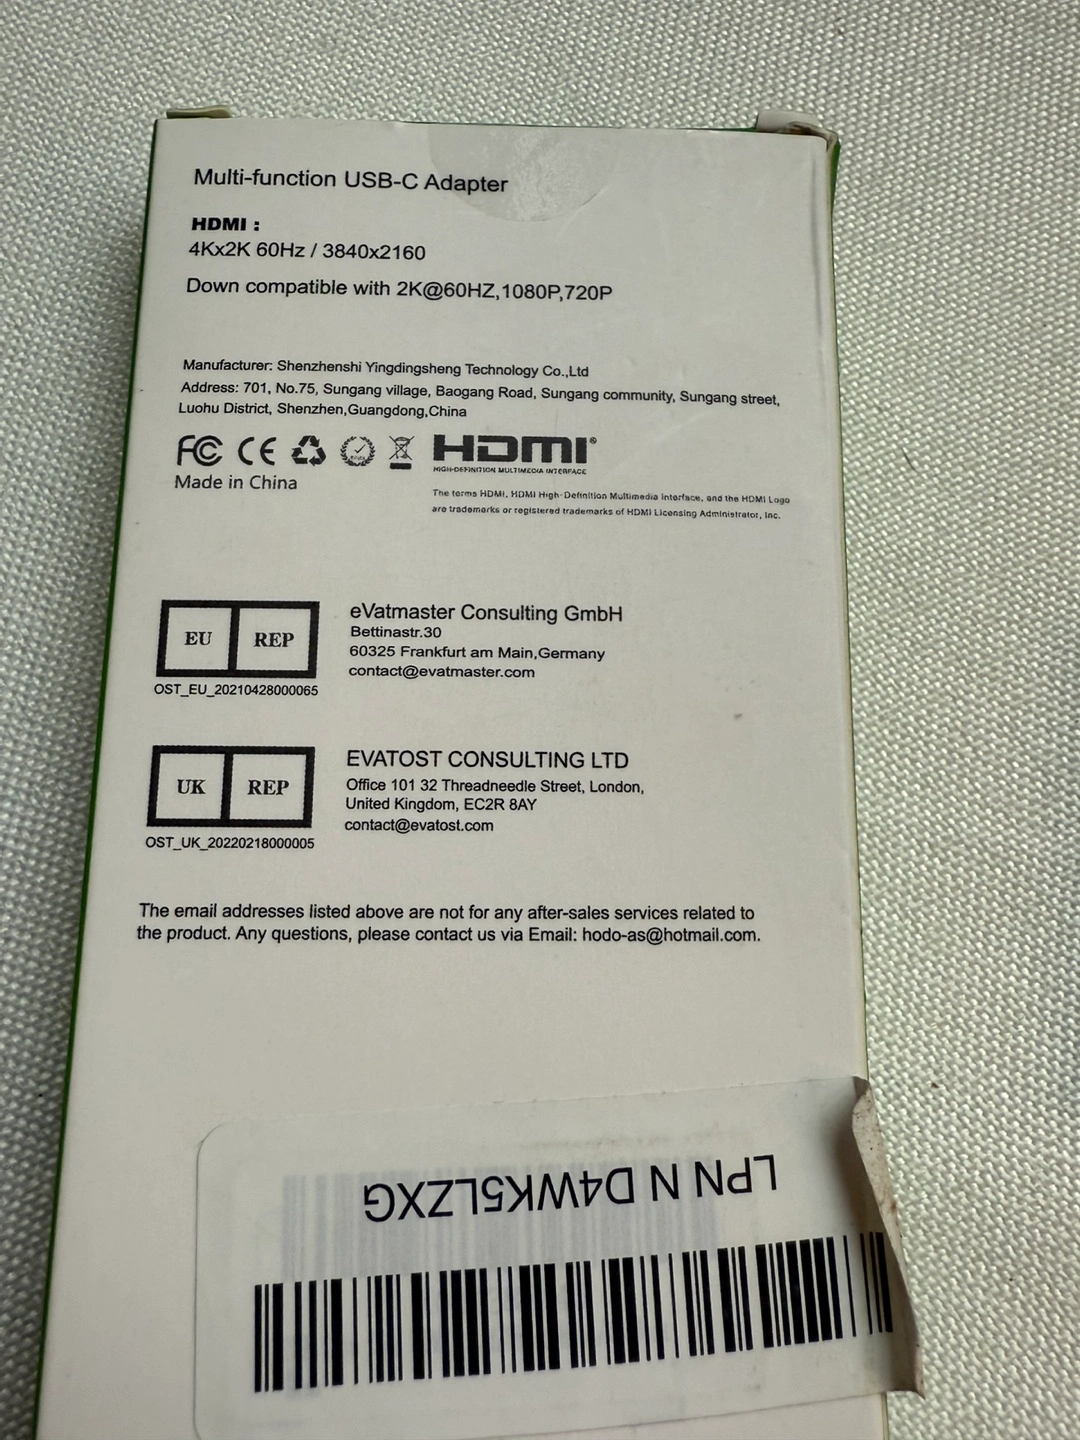 Multi-function USB-C Adapter
HDMI :
4Kx2K 60Hz / 3840x2160
Down compatible with 2K@60HZ,1080P,720P
Manufacturer: Shenzhenshi Yingdingsheng Technology Co.,Ltd
Address: 701, No.75, Sungang village, Baogang Road, Sungang community, Sungang street,
Luohu District, Shenzhen,Guangdong,China
FC CE HDMI®
HIGH-DEFINITION MULTIMEDIA INTERFACE
Made in China
The terms HDMI, HDMI High-Definition Multimedia Interface, and the HDMI Logo
are trademarks or registered trademarks of HDMI Licensing Administrator, Inc.
EU REP
OST_EU_20210428000065
eVatmaster Consulting GmbH
Bettinastr.30
60325 Frankfurt am Main,Germany
contact@evatmaster.com
UK REP
OST_UK_20220218000005
EVATOST CONSULTING LTD
Office 101 32 Threadneedle Street, London,
United Kingdom, EC2R 8AY
contact@evatost.com
The email addresses listed above are not for any after-sales services related to
the product. Any questions, please contact us via Email: hodo-as@hotmail.com.
LPN N D4WK5LZXG